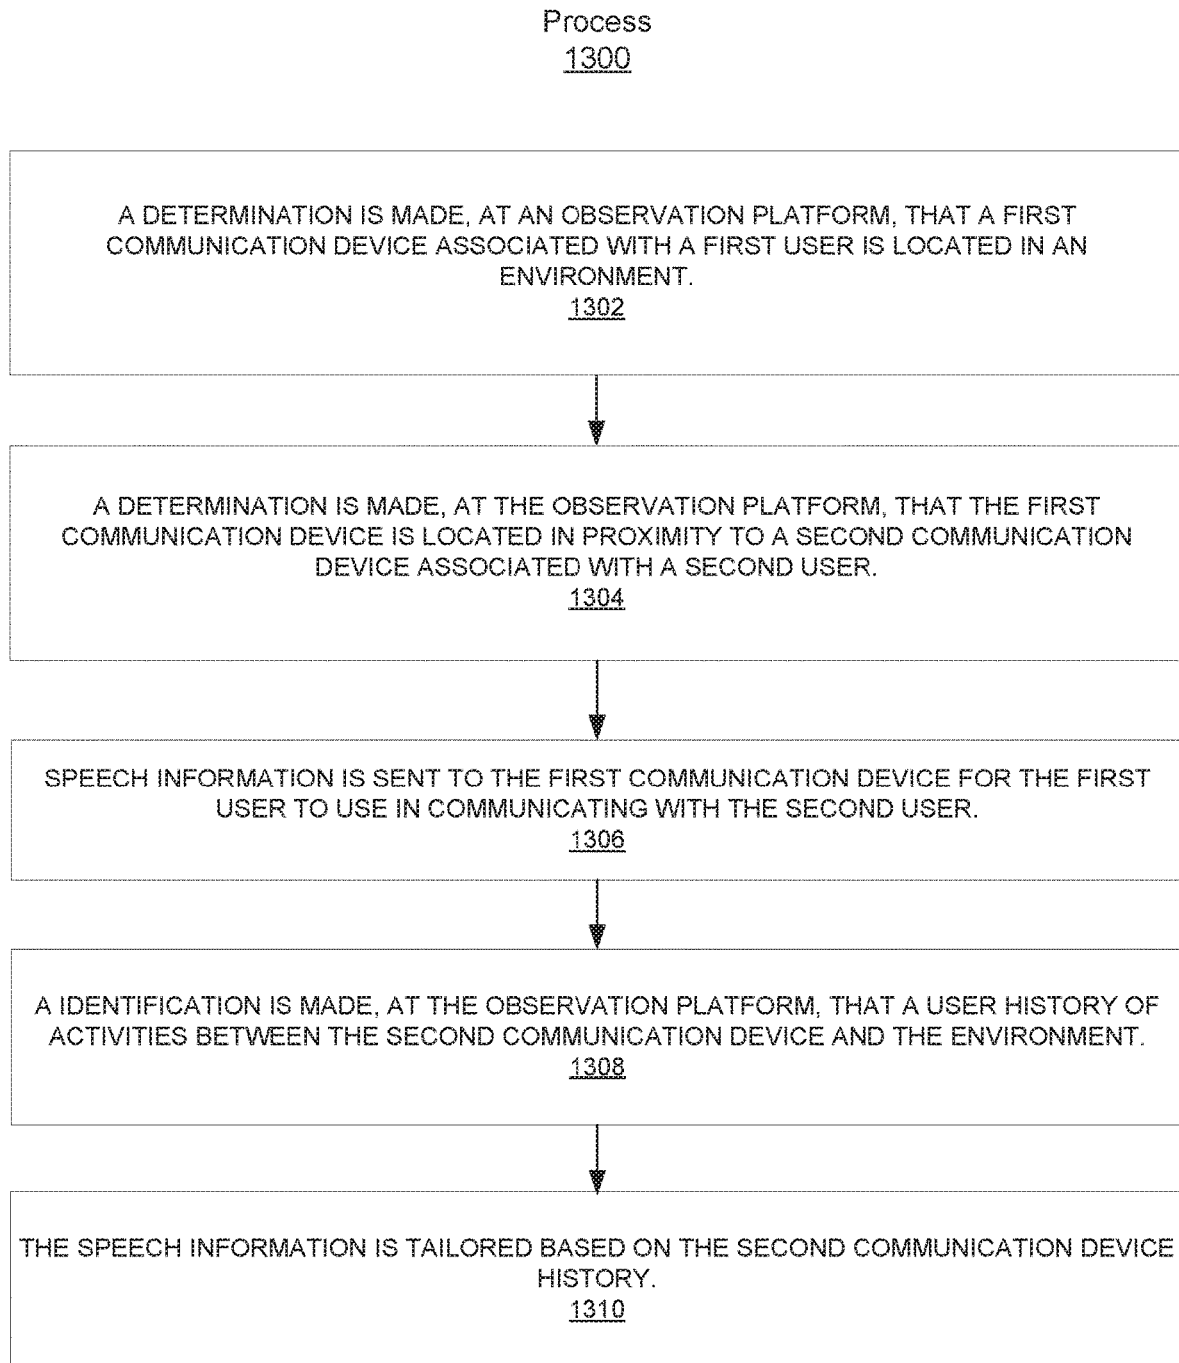 Process
1300
A DETERMINATION IS MADE, AT AN OBSERVATION PLATFORM, THAT A FIRST
COMMUNICATION DEVICE ASSOCIATED WITH A FIRST USER IS LOCATED IN AN
ENVIRONMENT.
1302
A DETERMINATION IS MADE, AT THE OBSERVATION PLATFORM, THAT THE FIRST
COMMUNICATION DEVICE IS LOCATED IN PROXIMITY TO A SECOND COMMUNICATION
DEVICE ASSOCIATED WITH A SECOND USER.
1304
SPEECH INFORMATION IS SENT TO THE FIRST COMMUNICATION DEVICE FOR THE FIRST
USER TO USE IN COMMUNICATING WITH THE SECOND USER.
1306
A IDENTIFICATION IS MADE, AT THE OBSERVATION PLATFORM, THAT A USER HISTORY OF
ACTIVITIES BETWEEN THE SECOND COMMUNICATION DEVICE AND THE ENVIRONMENT.
1308
THE SPEECH INFORMATION IS TAILORED BASED ON THE SECOND COMMUNICATION DEVICE
HISTORY.
1310